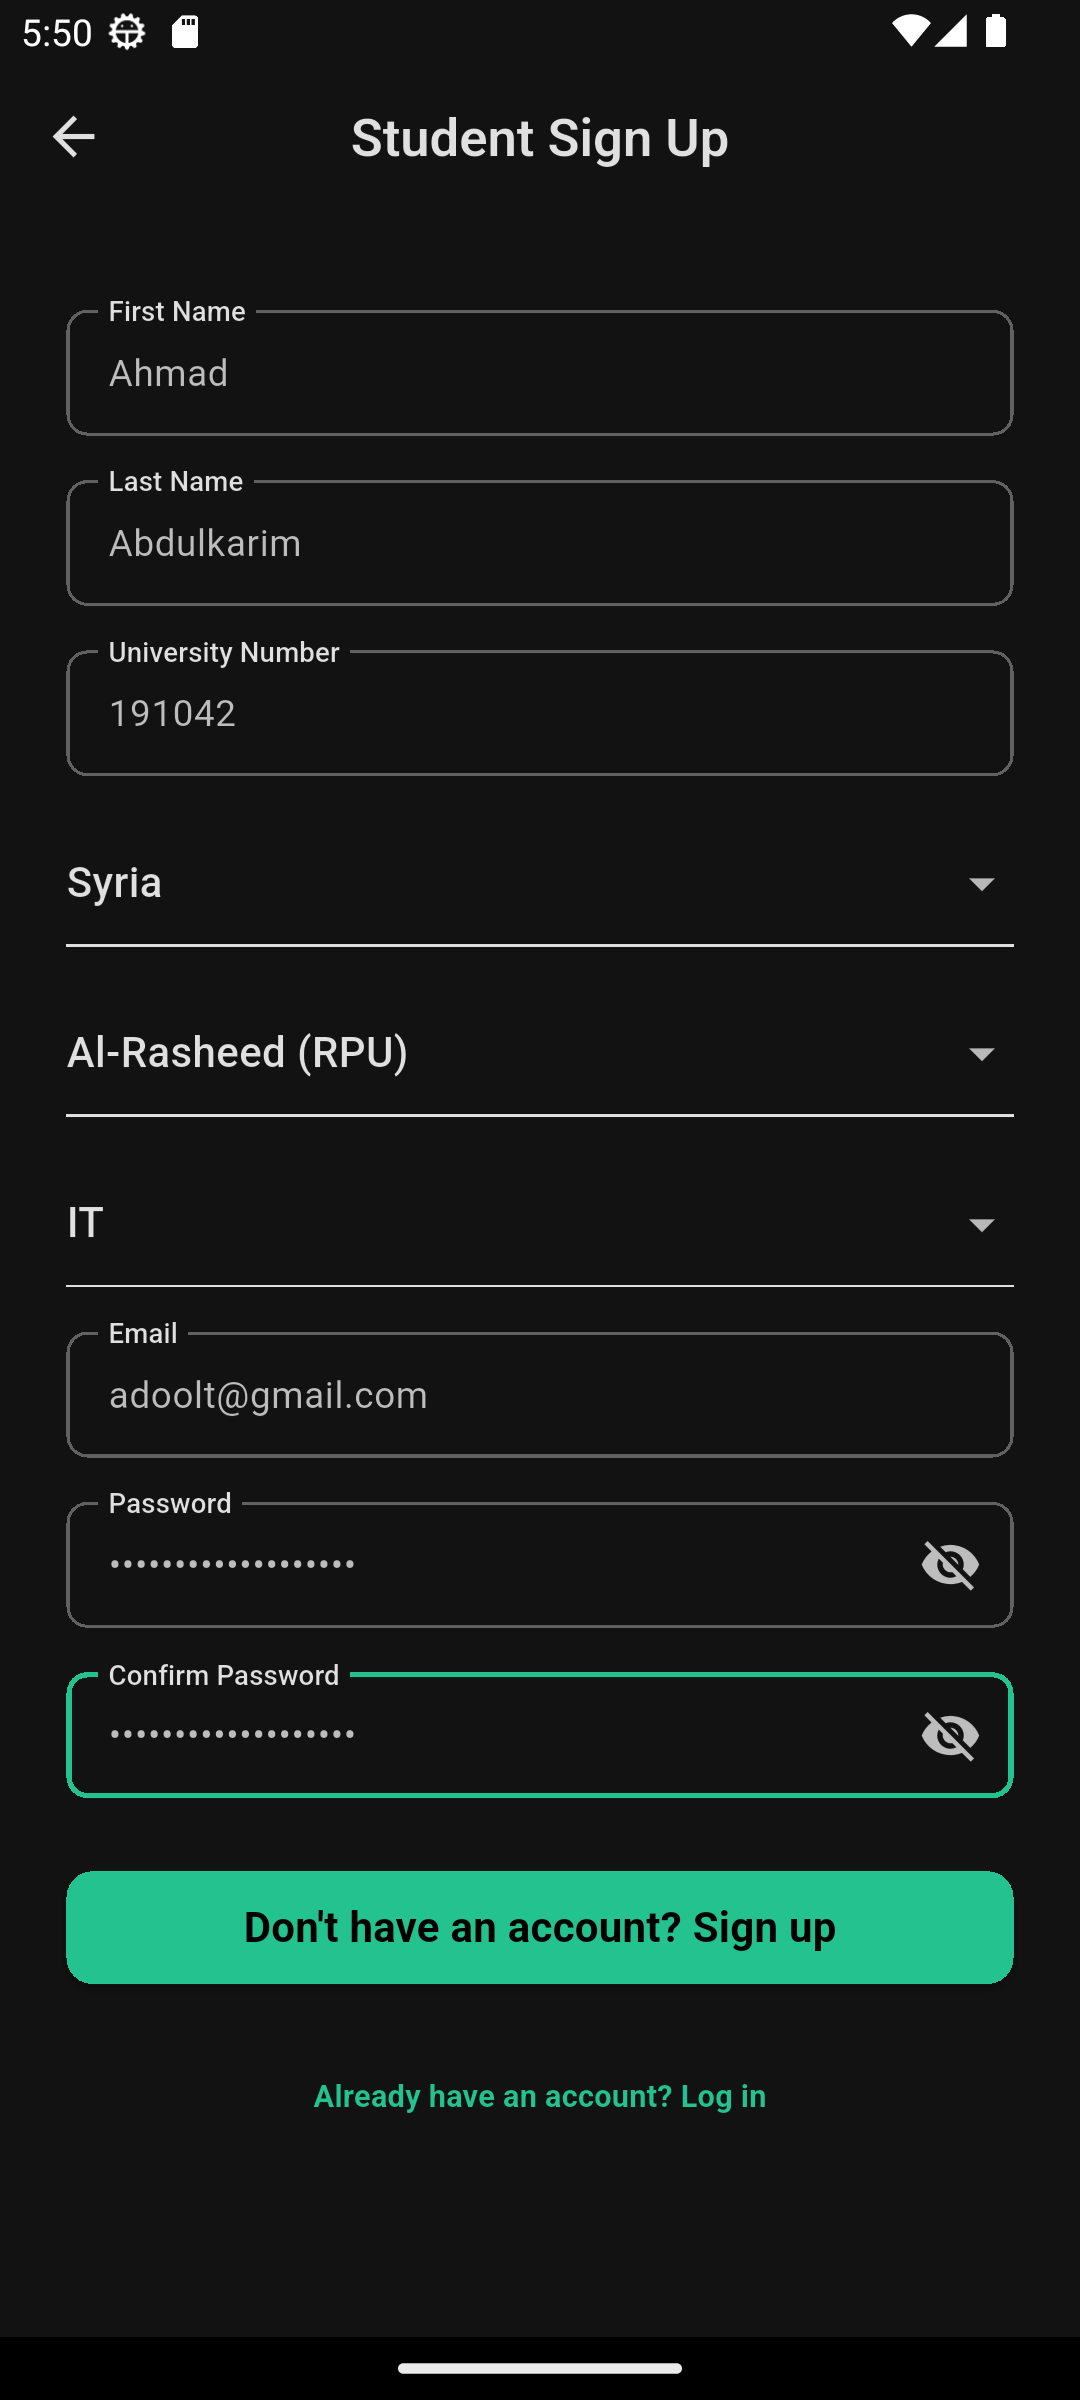 5:50
Student Sign Up
First Name
Ahmad
Last Name
Abdulkarim
University Number
191042
Syria
Al-Rasheed (RPU)
IT
Email
adoolt@gmail.com
Password
•••••••••••••••••••
Confirm Password
•••••••••••••••••••
Don't have an account? Sign up
Already have an account? Log in